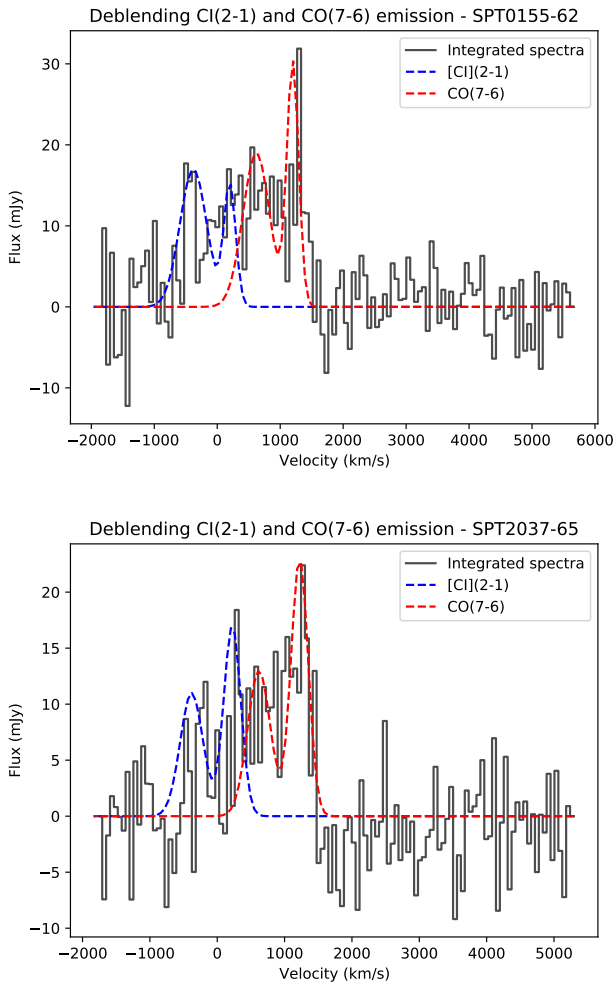 Deblending CI(2-1) and CO(7-6) emission - SPT0155-62
Integrated spectra
[CI](2-1)
CO(7-6)
30
20
10
0
−10
Flux (mJy)
−2000 −1000 0 1000 2000 3000 4000 5000 6000
Velocity (km/s)
Deblending CI(2-1) and CO(7-6) emission - SPT2037-65
Integrated spectra
[CI](2-1)
CO(7-6)
20
15
10
5
0
−5
−10
Flux (mJy)
−2000 −1000 0 1000 2000 3000 4000 5000
Velocity (km/s)